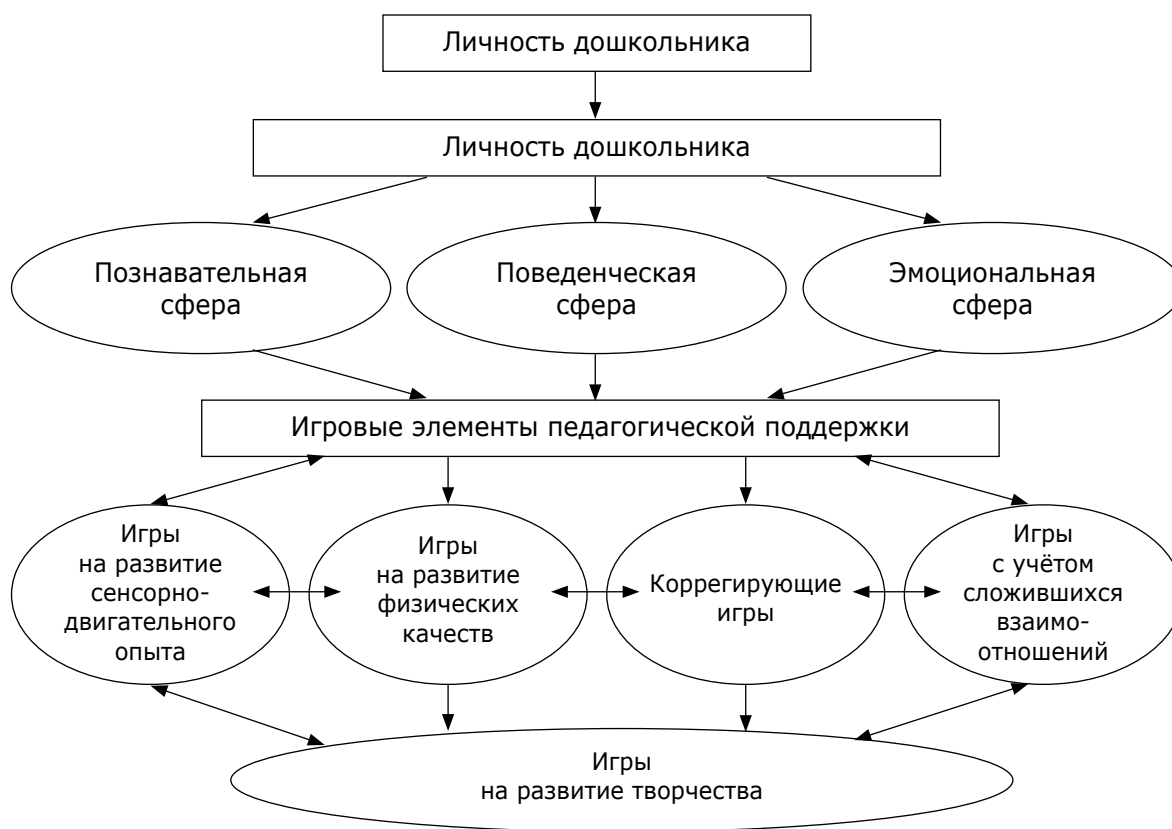 Личность дошкольника
Личность дошкольника
Познавательная
сфера
Поведенческая
сфера
Эмоциональная
сфера
Игровые элементы педагогической поддержки
Игры
на развитие
сенсорно-
двигательного
опыта
Игры
на развитие
физических
качеств
Коррегирующие
игры
Игры
с учётом
сложившихся
взаимо-
отношений
Игры
на развитие творчества